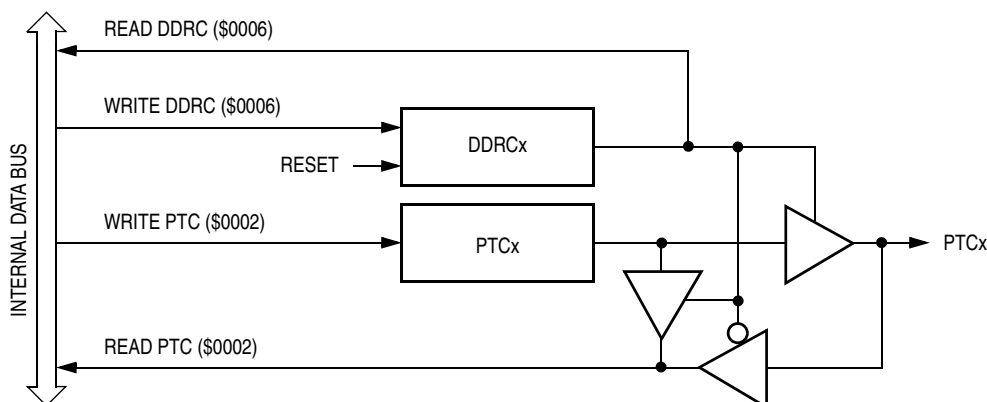 READ DDRC ($0006)
WRITE DDRC ($0006)
DDRCx
RESET
WRITE PTC ($0002)
PTCx
PTCx
READ PTC ($0002)
INTERNAL DATA BUS